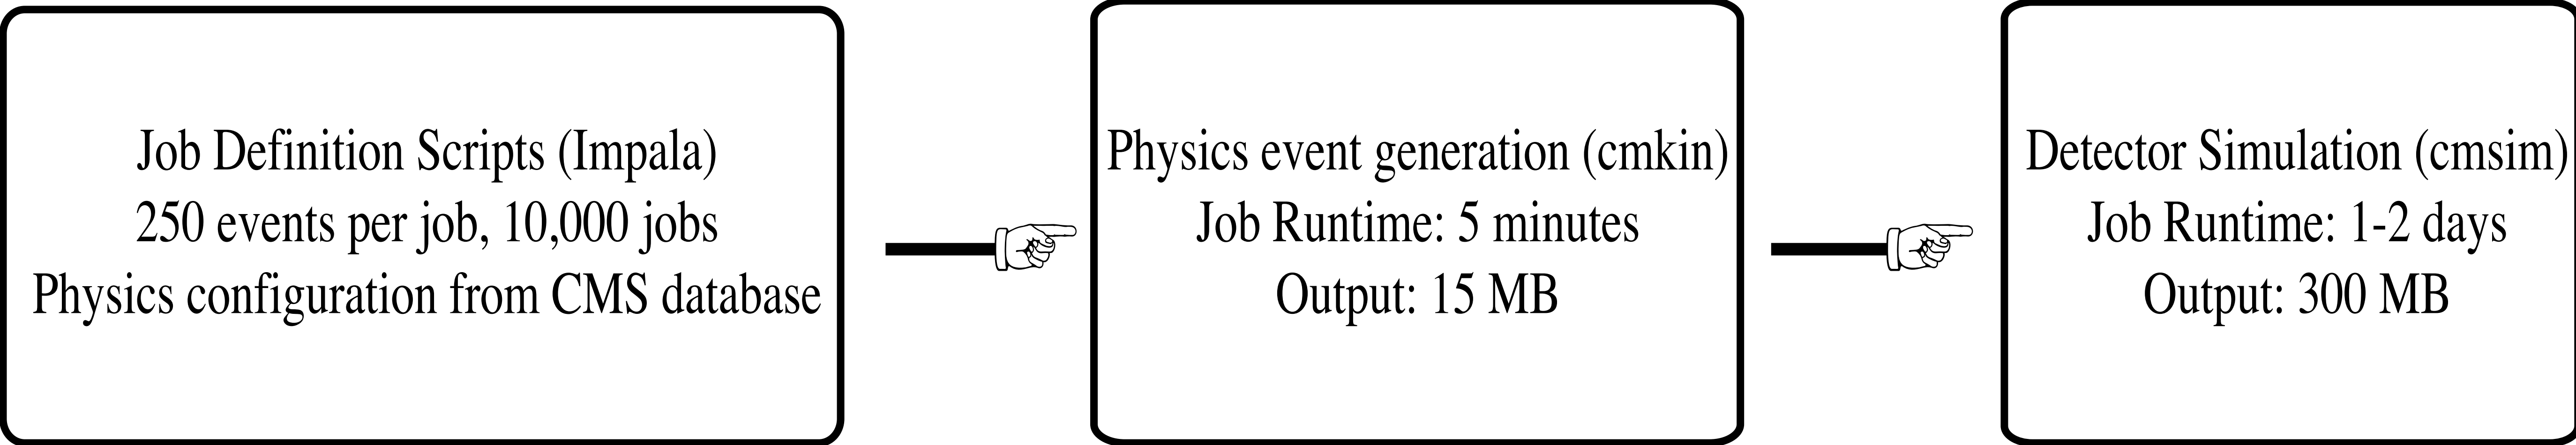 Job Definition Scripts (Impala)
250 events per job, 10,000 jobs
Physics configuration from CMS database
Physics event generation (cmkin)
Job Runtime: 5 minutes
Output: 15 MB
Detector Simulation (cmsim)
Job Runtime: 1-2 days
Output: 300 MB